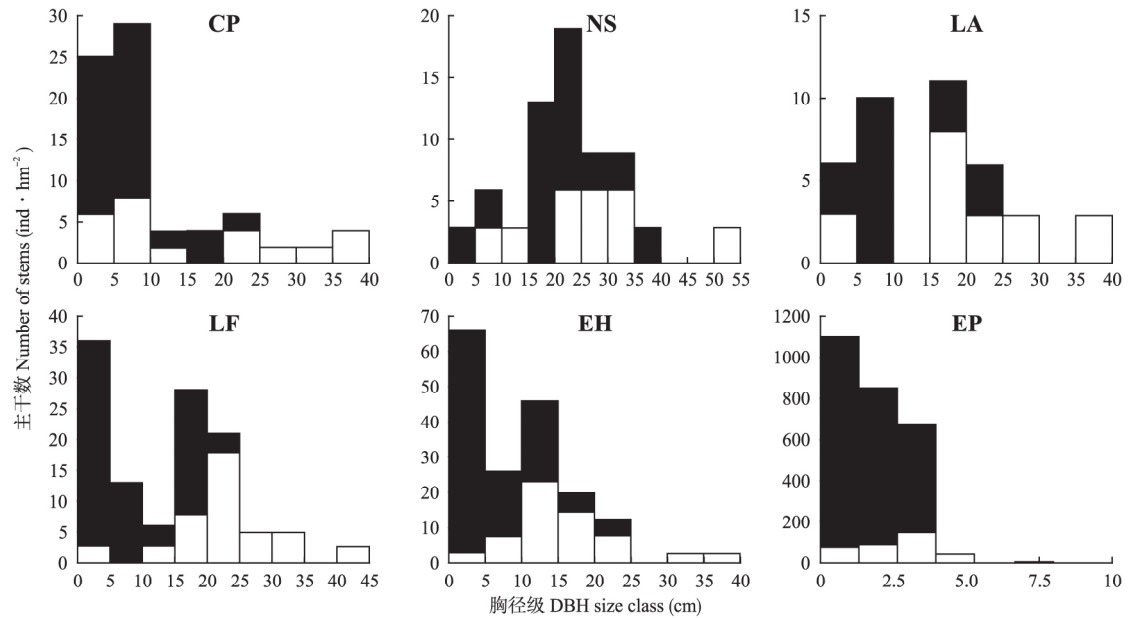 CP
NS
LA
30
25
20
15
10
5
0
0 5 10 15 20 25 30 35 40
20
15
10
5
0
0 5 10 15 20 25 30 35 40 45 50 55
15
10
5
0
0 5 10 15 20 25 30 35 40
主干数 Number of stems (ind · hm⁻²)
LF
EH
EP
40
35
30
25
20
15
10
5
0
0 5 10 15 20 25 30 35 40 45
70
60
50
40
30
20
10
0
0 5 10 15 20 25 30 35 40
1200
1000
800
600
400
200
0
0 2.5 5.0 7.5 10
胸径级 DBH size class (cm)